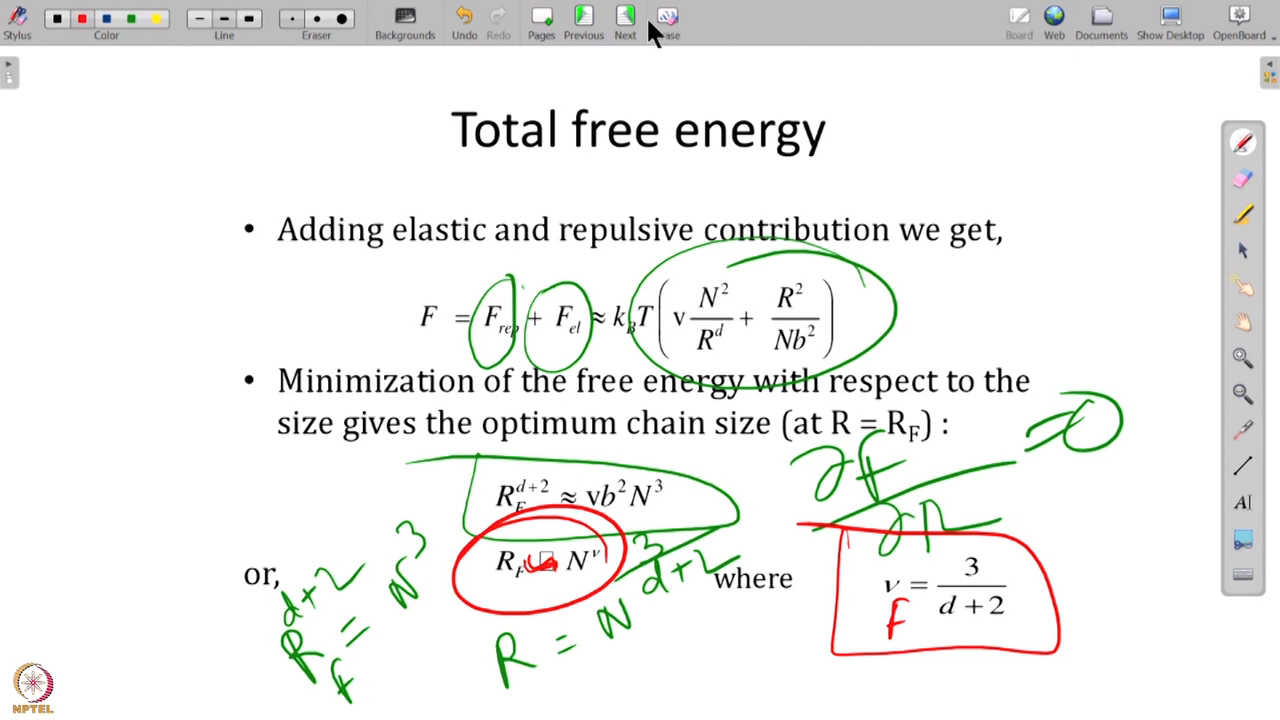 Stylus Color Line Eraser Backgrounds Undo Redo Pages Previous Next Board Web Documents Show Desktop OpenBoard
Total free energy
• Adding elastic and repulsive contribution we get,
F = F_rep + F_el ≈ k_B T ( v N²/R^d + R²/Nb² )
• Minimization of the free energy with respect to the
size gives the optimum chain size (at R = R_F) :
∂F/∂R = 0
R_F^{d+2} ≈ vb²N³
or, R_F □ N^ν where ν = 3/(d + 2)
F
R_F^{d+2} = N³
R = N^{3/(d+2)}
NPTEL